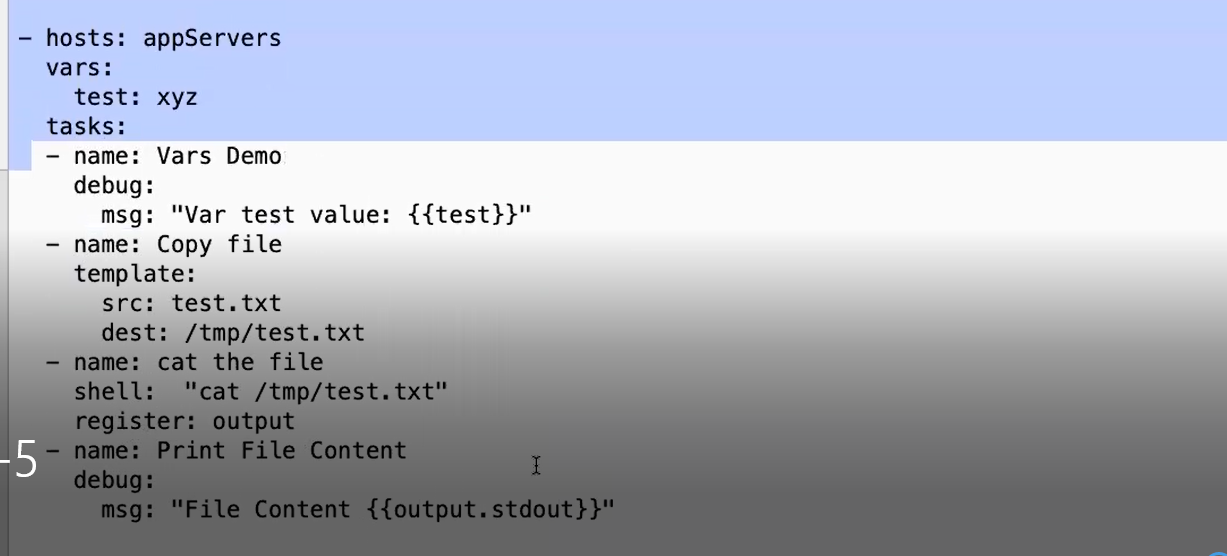 - hosts: appServers
  vars:
    test: xyz
  tasks:
  - name: Vars Demo
    debug:
      msg: "Var test value: {{test}}"
  - name: Copy file
    template:
      src: test.txt
      dest: /tmp/test.txt
  - name: cat the file
    shell:  "cat /tmp/test.txt"
    register: output
-5
  - name: Print File Content
    debug:
      msg: "File Content {{output.stdout}}"